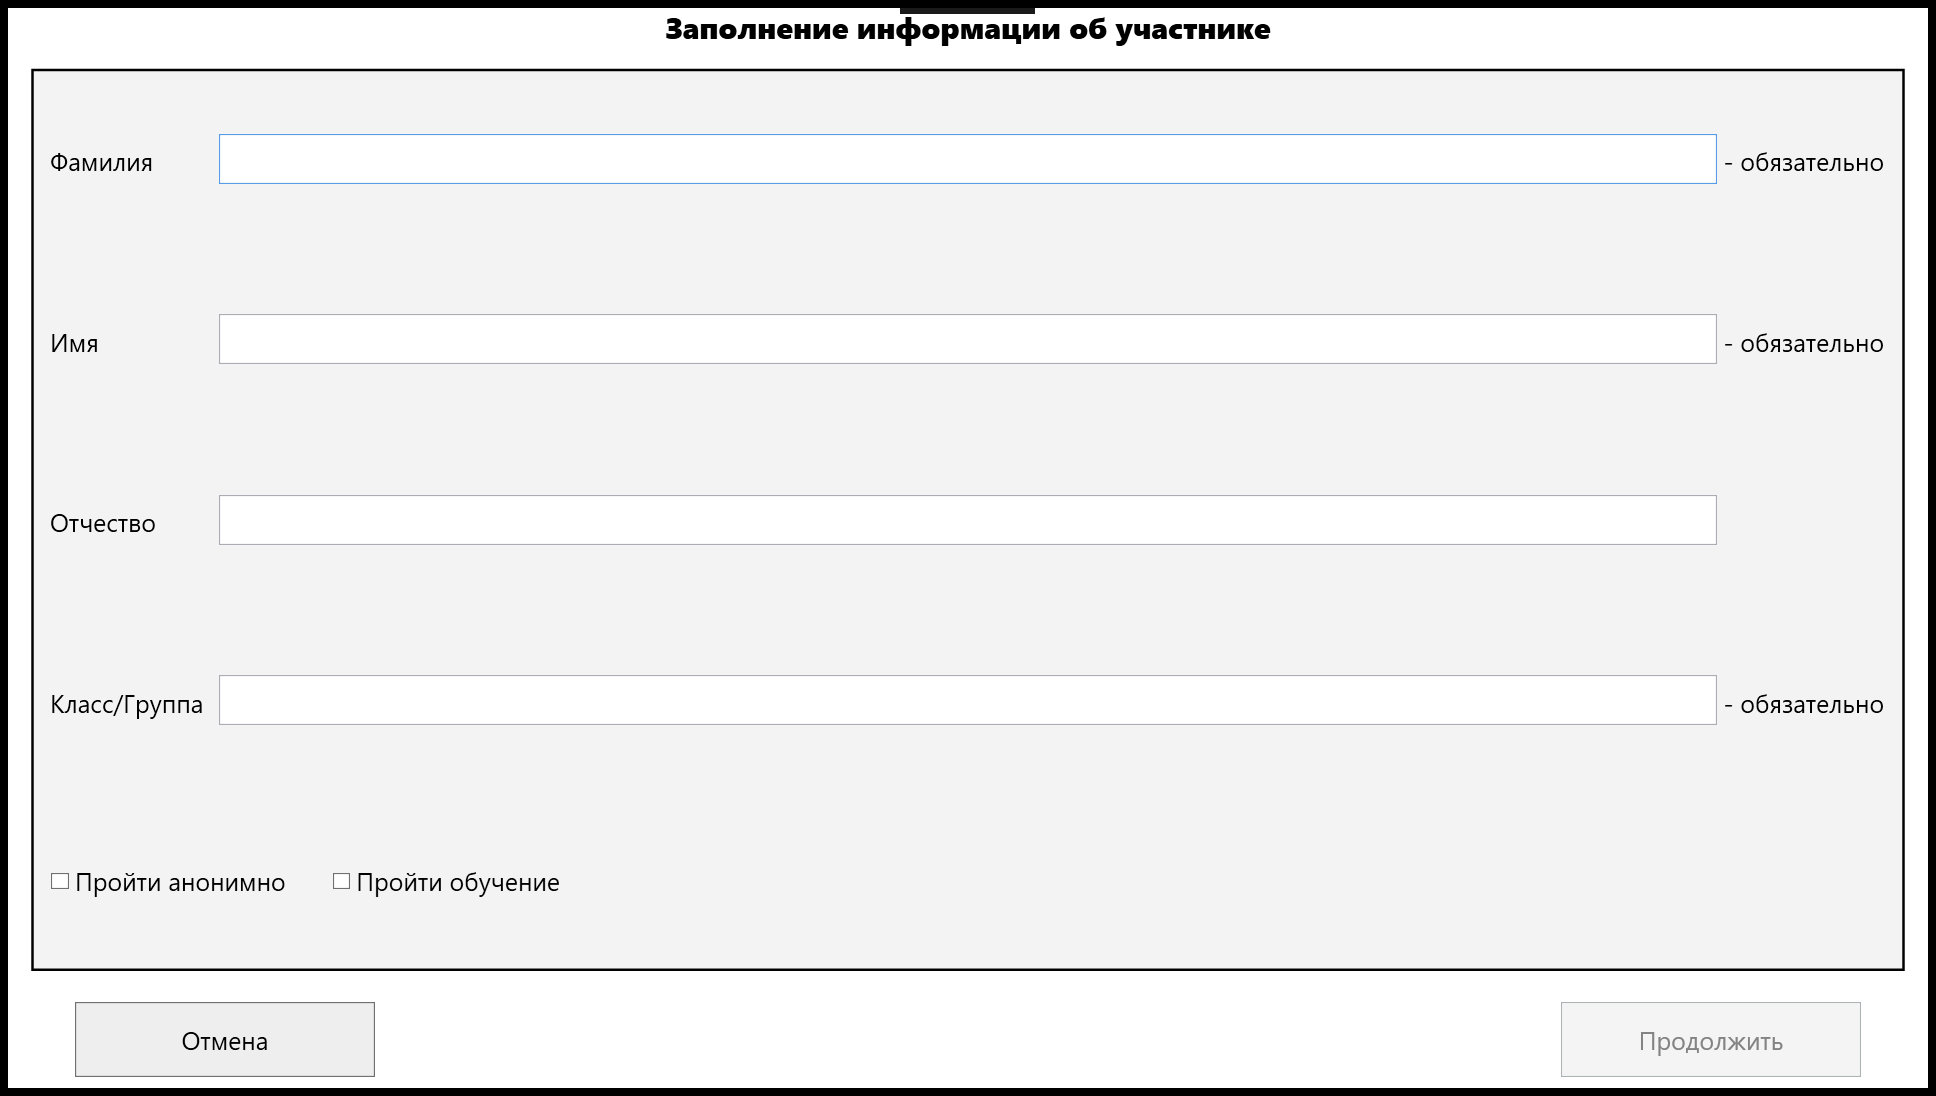 Заполнение информации об участнике
Фамилия - обязательно
Имя - обязательно
Отчество
Класс/Группа - обязательно
Пройти анонимно Пройти обучение
Отмена Продолжить